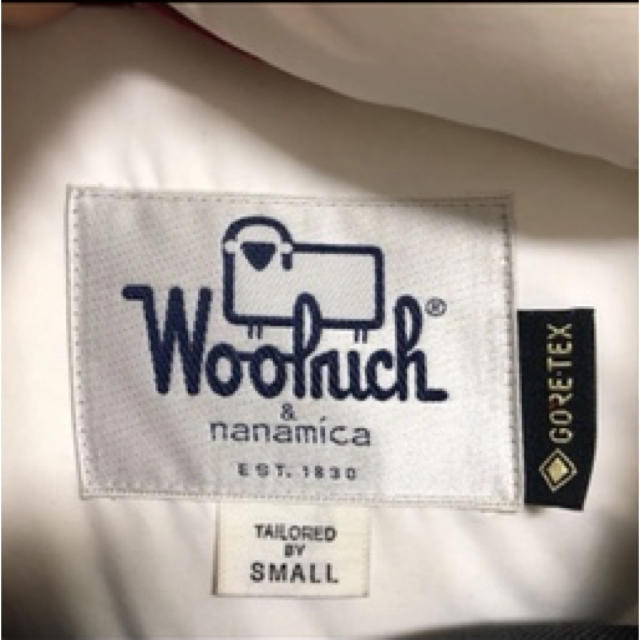 Woolrich®
&
nanamica
EST. 1830
GORE-TEX
TAILORED
BY
SMALL